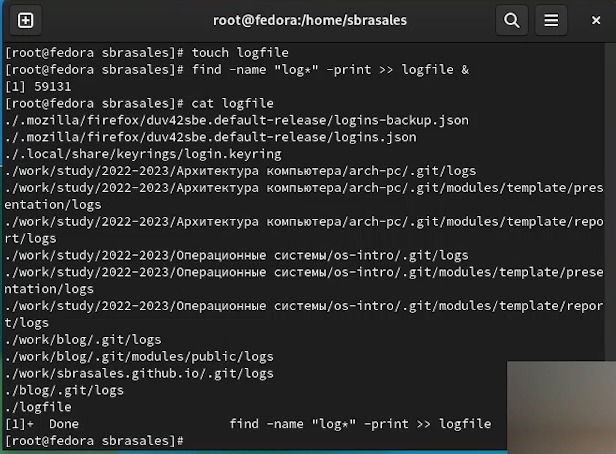 root@fedora:/home/sbrasales
[root@fedora sbrasales]# touch logfile
[root@fedora sbrasales]# find -name "log*" -print >> logfile &
[1] 59131
[root@fedora sbrasales]# cat logfile
./.mozilla/firefox/duv42sbe.default-release/logins-backup.json
./.mozilla/firefox/duv42sbe.default-release/logins.json
./.local/share/keyrings/login.keyring
./work/study/2022-2023/Архитектура компьютера/arch-pc/.git/logs
./work/study/2022-2023/Архитектура компьютера/arch-pc/.git/modules/template/pres
entation/logs
./work/study/2022-2023/Архитектура компьютера/arch-pc/.git/modules/template/repo
rt/logs
./work/study/2022-2023/Операционные системы/os-intro/.git/logs
./work/study/2022-2023/Операционные системы/os-intro/.git/modules/template/prese
ntation/logs
./work/study/2022-2023/Операционные системы/os-intro/.git/modules/template/repor
t/logs
./work/blog/.git/logs
./work/blog/.git/modules/public/logs
./work/sbrasales.github.io/.git/logs
./blog/.git/logs
./logfile
[1]+  Done                    find -name "log*" -print >> logfile
[root@fedora sbrasales]#